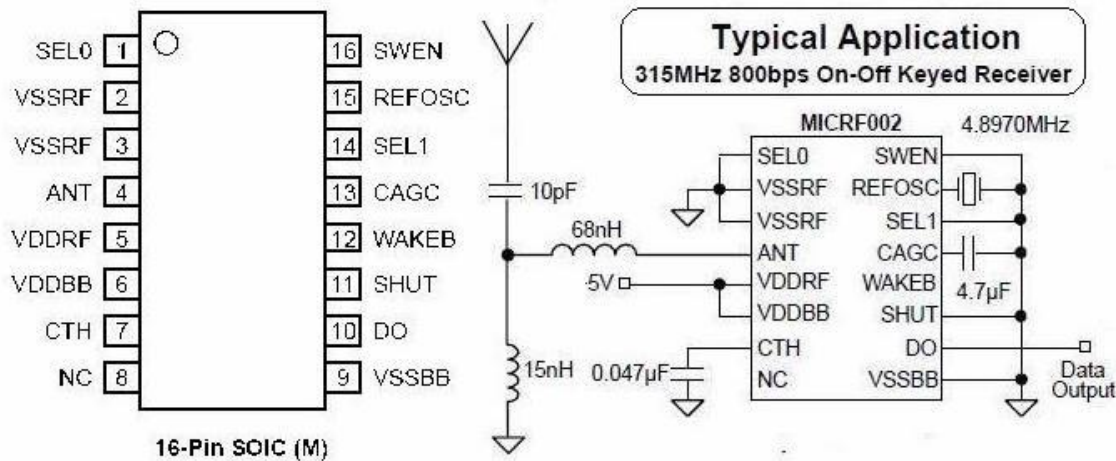 SEL0 1
VSSRF 2
VSSRF 3
ANT 4
VDDRF 5
VDDBB 6
CTH 7
NC 8
16 SWEN
15 REFOSC
14 SEL1
13 CAGC
12 WAKEB
11 SHUT
10 DO
9 VSSBB
16-Pin SOIC (M)
Typical Application
315MHz 800bps On-Off Keyed Receiver
MICRF002
4.8970MHz
SEL0 SWEN
VSSRF REFOSC
VSSRF SEL1
ANT CAGC
VDDRF WAKEB
VDDBB SHUT
CTH DO
NC VSSBB
10pF
68nH
5V
15nH
0.047µF
4.7µF
Data
Output